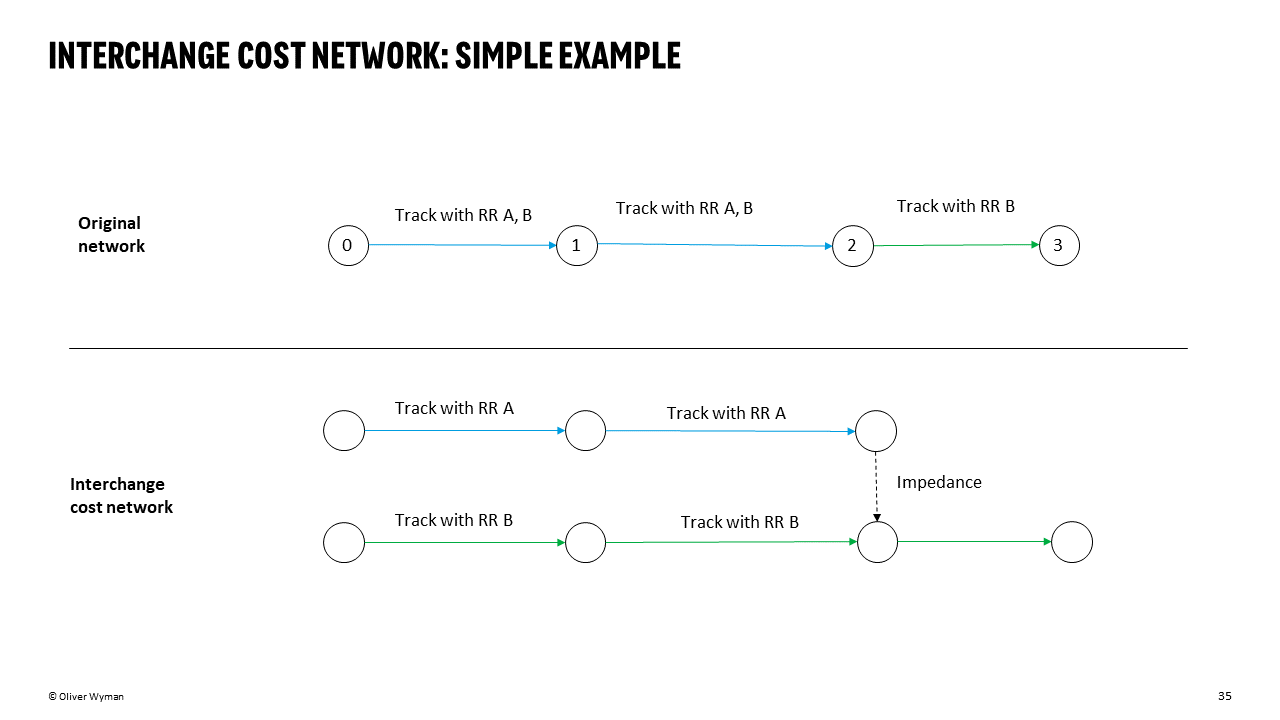 INTERCHANGE COST NETWORK: SIMPLE EXAMPLE
Original
network
Track with RR A, B
Track with RR A, B
Track with RR B
0
1
2
3
Interchange
cost network
Track with RR A
Track with RR A
Impedance
Track with RR B
Track with RR B
© Oliver Wyman
35